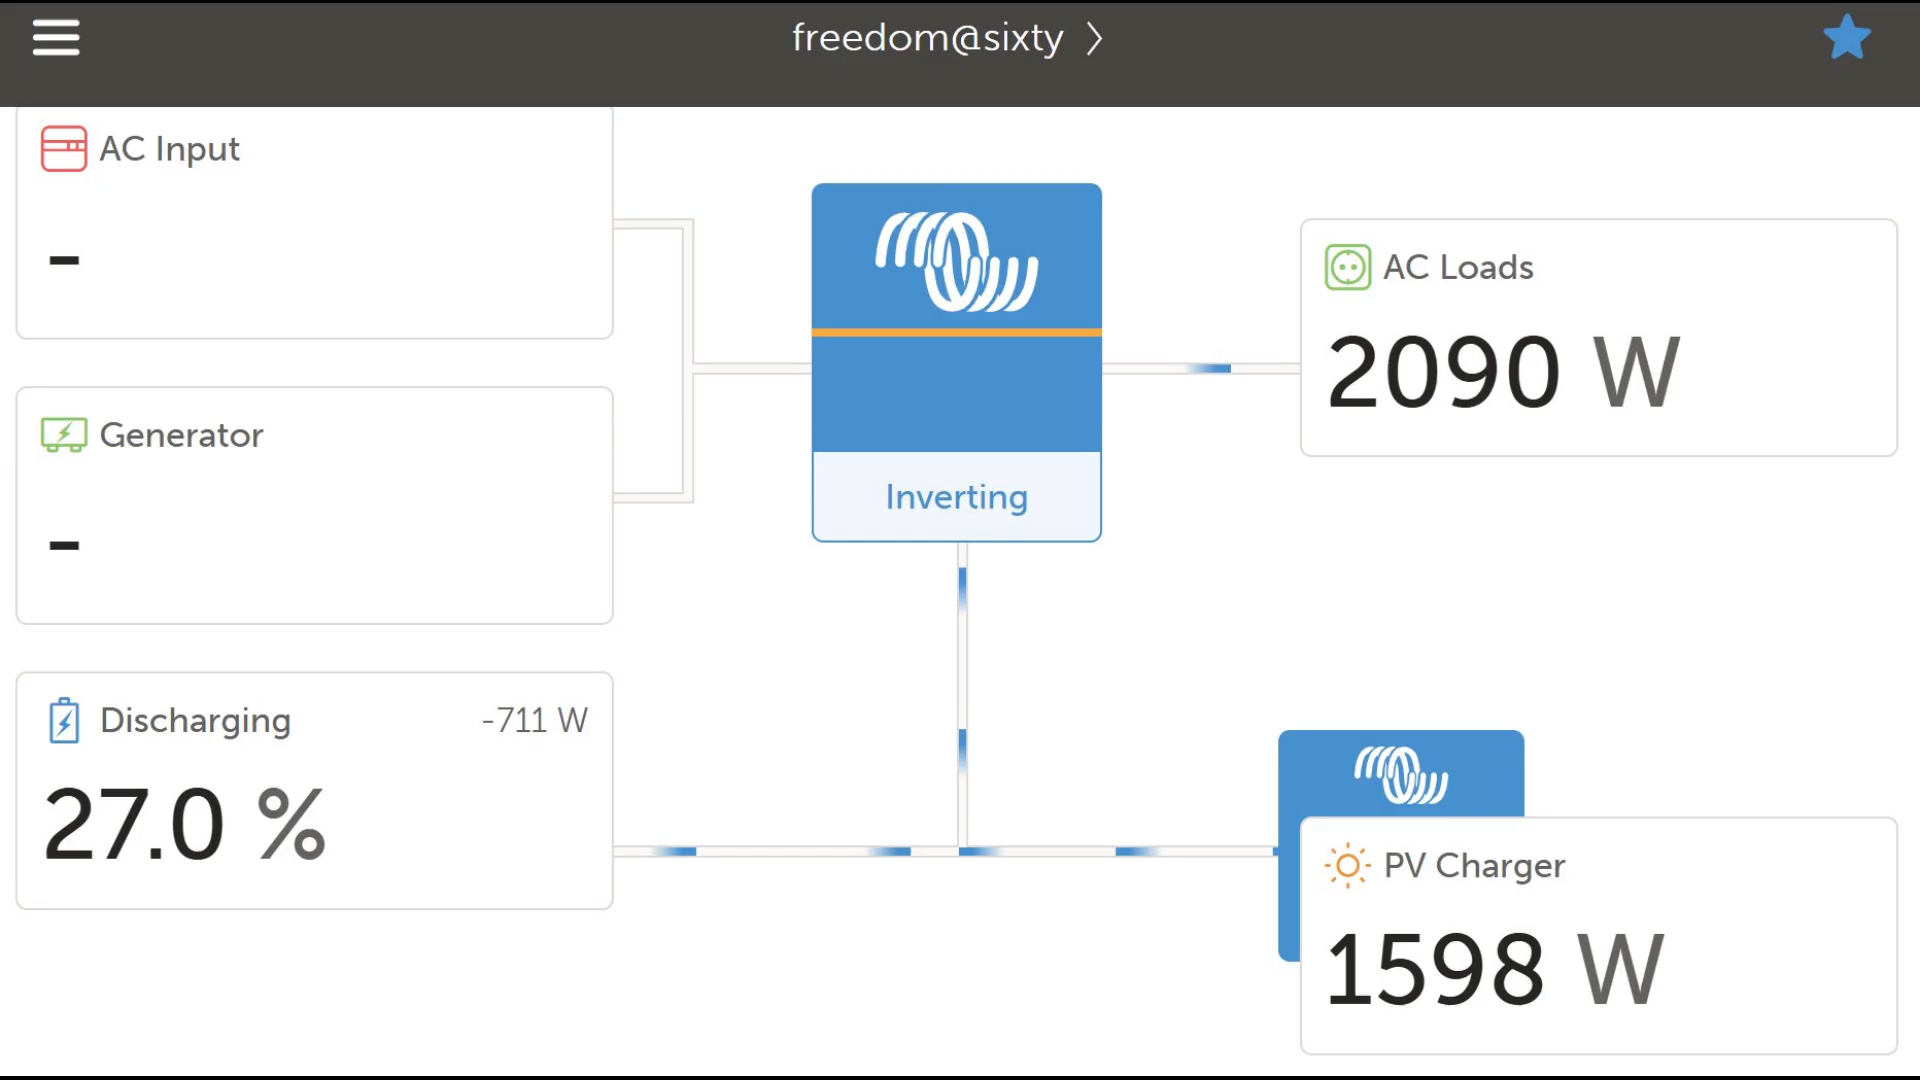 freedom@sixty
AC Input
-
Generator
-
Discharging -711 W
27.0 %
Inverting
AC Loads
2090 W
PV Charger
1598 W